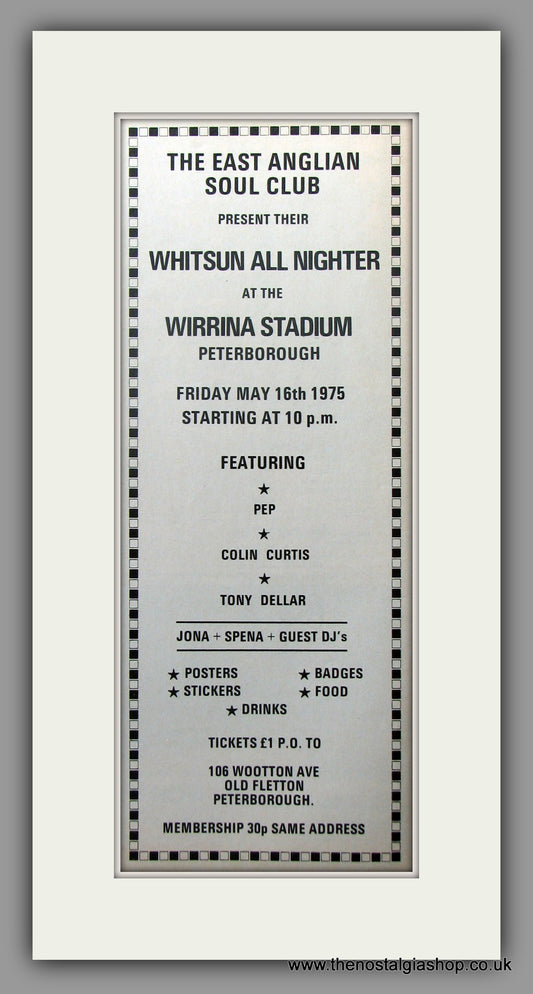 THE EAST ANGLIAN
SOUL CLUB
PRESENT THEIR
WHITSUN ALL NIGHTER
AT THE
WIRRINA STADIUM
PETERBOROUGH
FRIDAY MAY 16th 1975
STARTING AT 10 p.m.
FEATURING
★
PEP
★
COLIN CURTIS
★
TONY DELLAR
JONA + SPENA + GUEST DJ's
★ POSTERS ★ BADGES
★ STICKERS ★ FOOD
★ DRINKS
TICKETS £1 P.O. TO
106 WOOTTON AVE
OLD FLETTON
PETERBOROUGH.
MEMBERSHIP 30p SAME ADDRESS
www.thenostalgiashop.co.uk